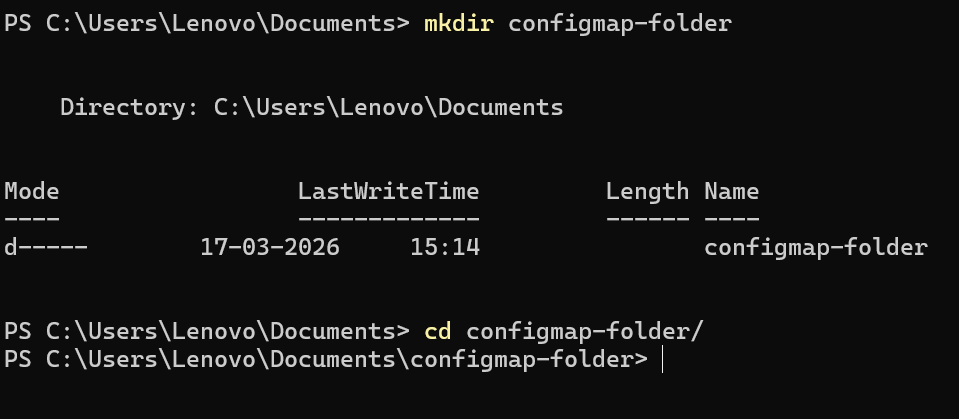 PS C:\Users\Lenovo\Documents> mkdir configmap-folder
Directory: C:\Users\Lenovo\Documents
Mode                 LastWriteTime         Length Name
----                 -------------         ------ ----
d-----        17-03-2026     15:14                configmap-folder
PS C:\Users\Lenovo\Documents> cd configmap-folder/
PS C:\Users\Lenovo\Documents\configmap-folder>